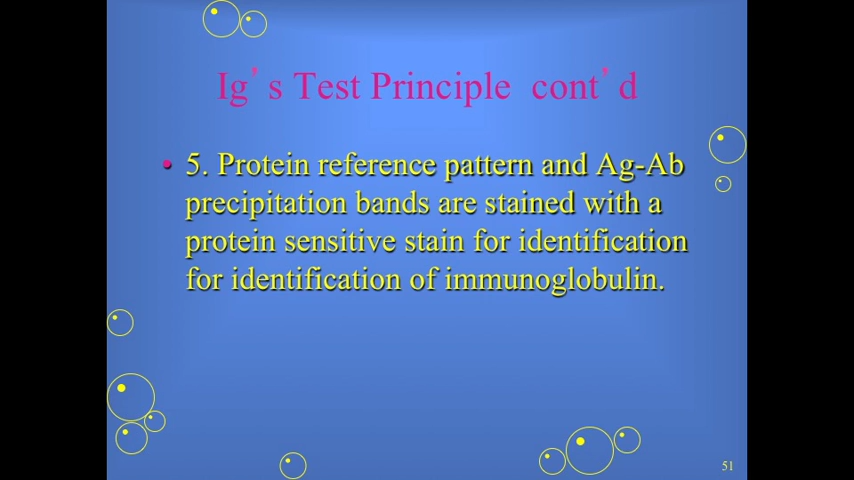 Ig’s Test Principle cont’d
• 5. Protein reference pattern and Ag-Ab
precipitation bands are stained with a
protein sensitive stain for identification
for identification of immunoglobulin.
51